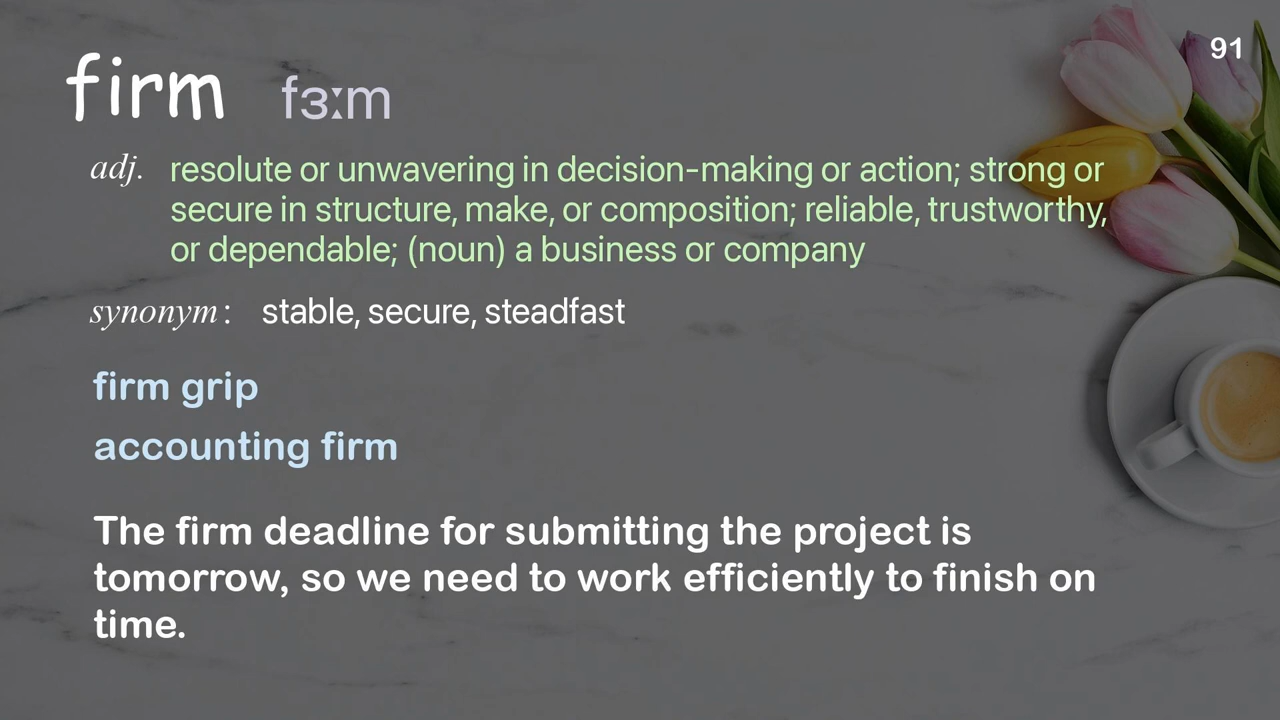 91
firm fɜːm
adj. resolute or unwavering in decision-making or action; strong or
secure in structure, make, or composition; reliable, trustworthy,
or dependable; (noun) a business or company
synonym: stable, secure, steadfast
firm grip
accounting firm
The firm deadline for submitting the project is
tomorrow, so we need to work efficiently to finish on
time.